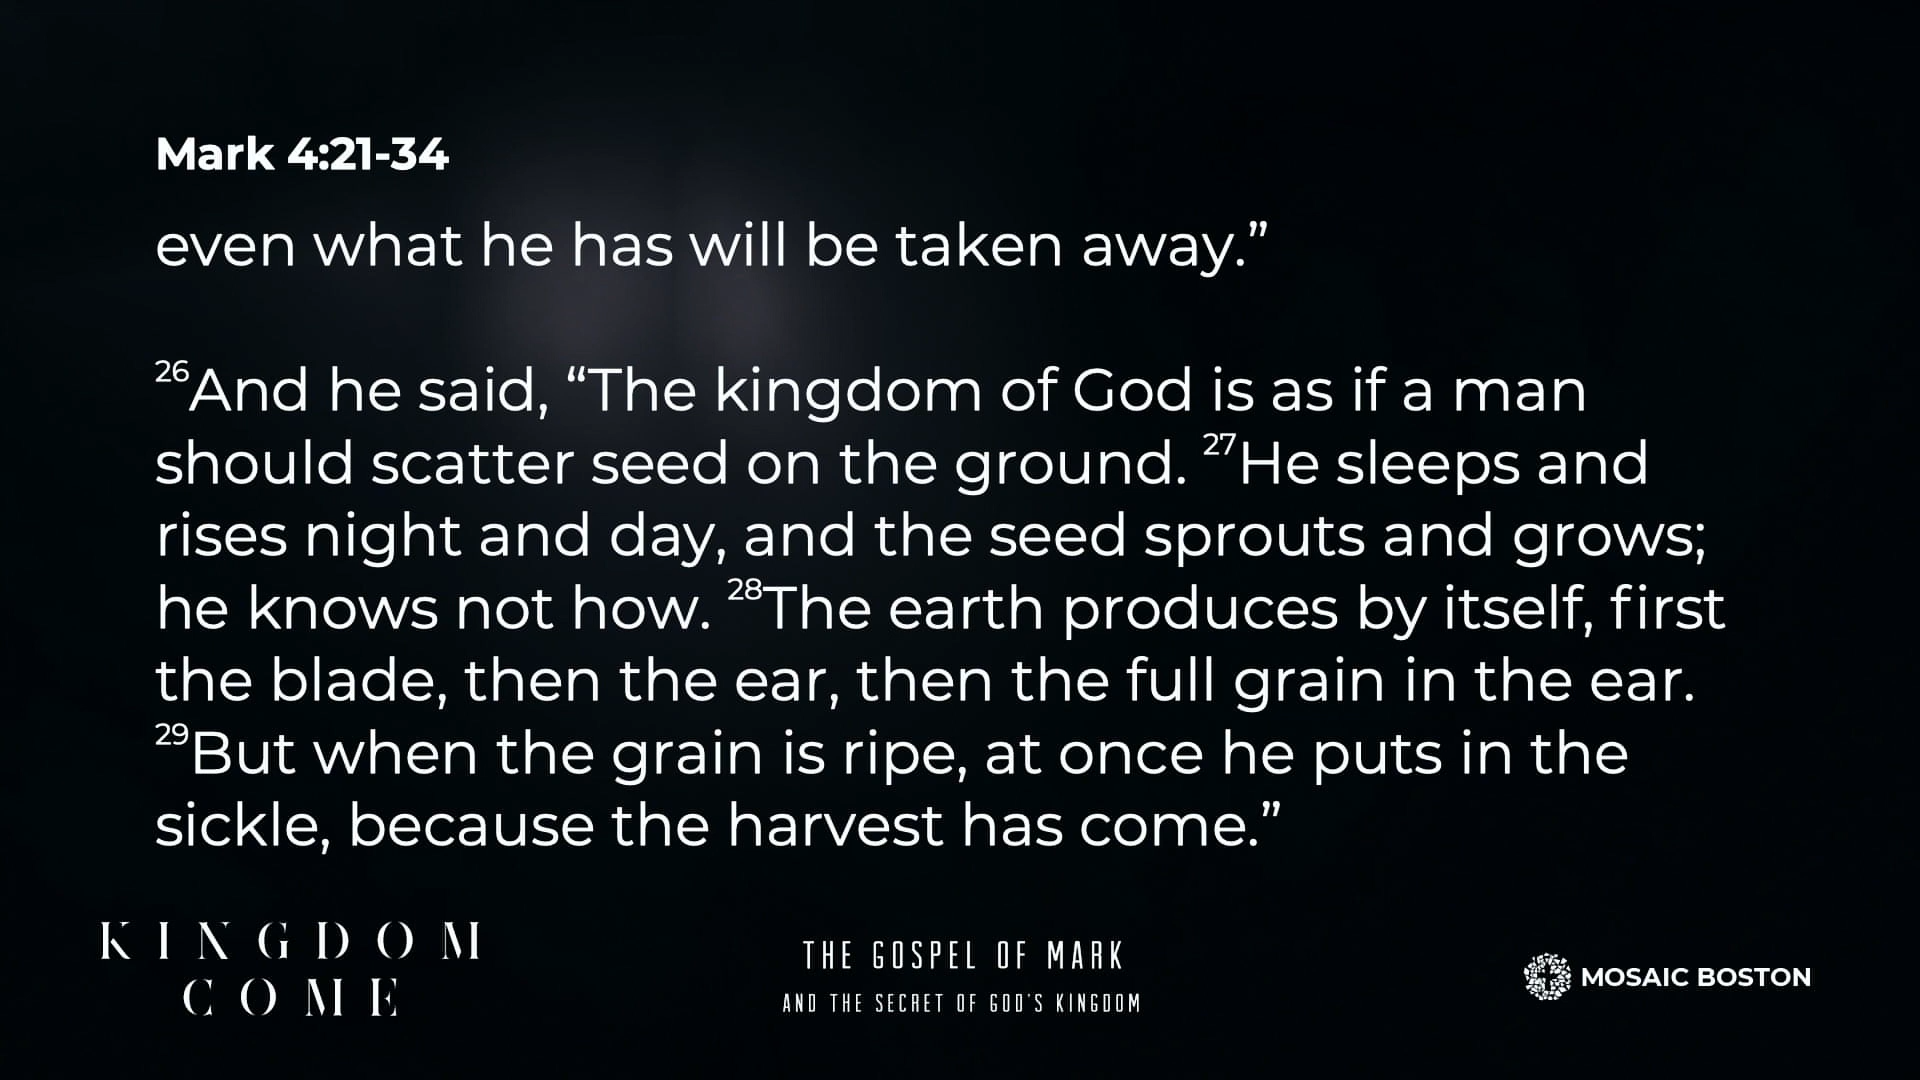 Mark 4:21-34
even what he has will be taken away.”
26And he said, “The kingdom of God is as if a man
should scatter seed on the ground. 27He sleeps and
rises night and day, and the seed sprouts and grows;
he knows not how. 28The earth produces by itself, first
the blade, then the ear, then the full grain in the ear.
29But when the grain is ripe, at once he puts in the
sickle, because the harvest has come.”
KINGDOM
COME
THE GOSPEL OF MARK
AND THE SECRET OF GOD'S KINGDOM
MOSAIC BOSTON